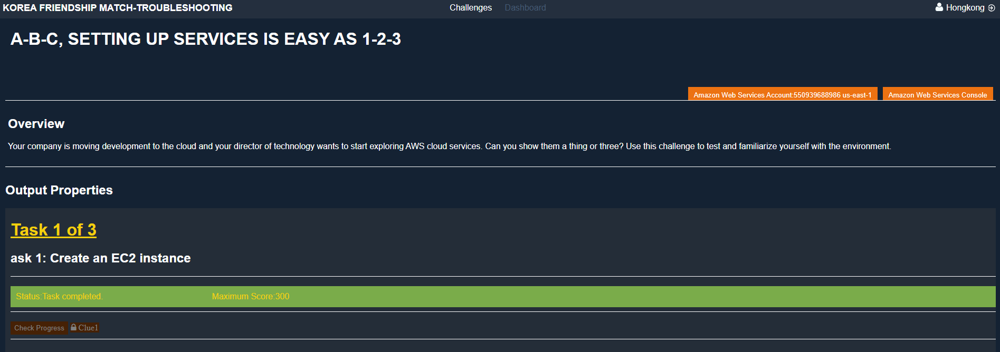 KOREA FRIENDSHIP MATCH-TROUBLESHOOTING Challenges Dashboard Hongkong
A-B-C, SETTING UP SERVICES IS EASY AS 1-2-3
Amazon Web Services Account:550939688986 us-east-1 Amazon Web Services Console
Overview
Your company is moving development to the cloud and your director of technology wants to start exploring AWS cloud services. Can you show them a thing or three? Use this challenge to test and familiarize yourself with the environment.
Output Properties
Task 1 of 3
ask 1: Create an EC2 instance
Status:Task completed. Maximum Score:300
Check Progress Clue1